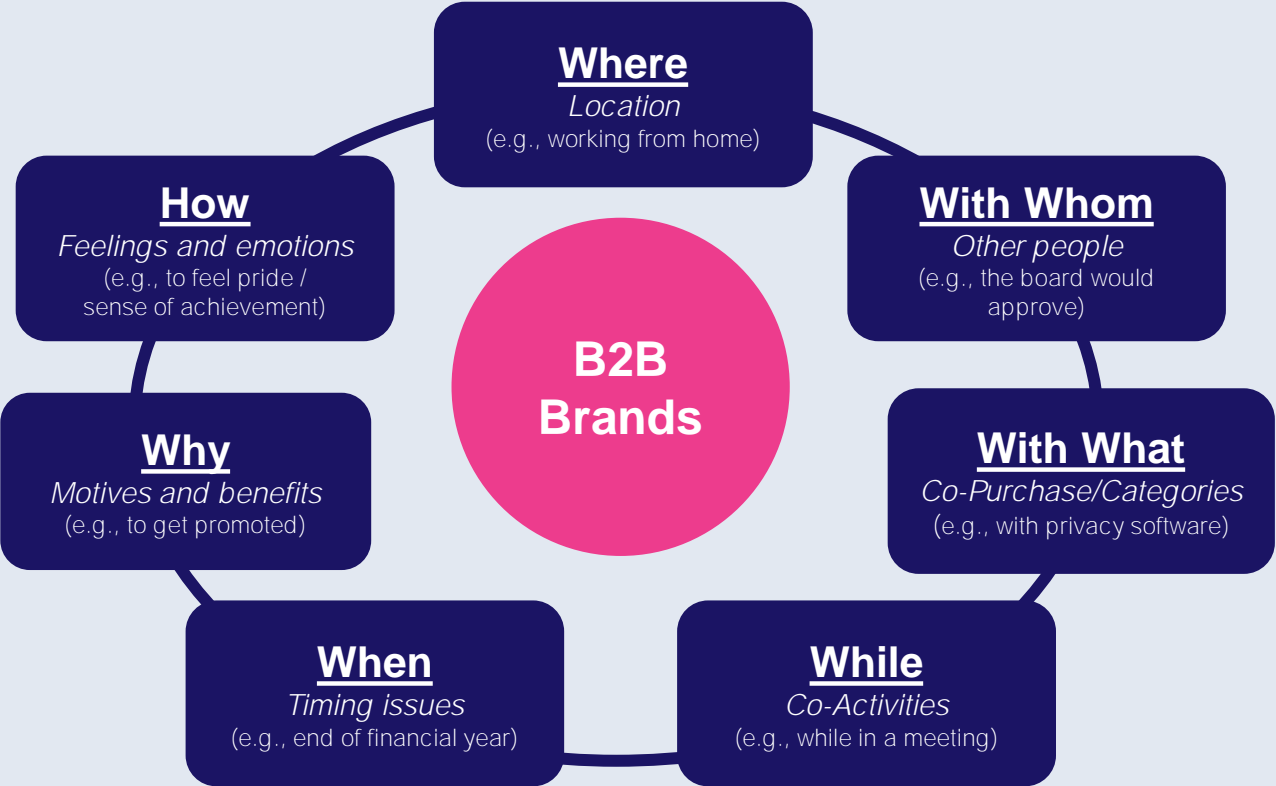 Where
Location
(e.g., working from home)
With Whom
Other people
(e.g., the board would
approve)
With What
Co-Purchase/Categories
(e.g., with privacy software)
While
Co-Activities
(e.g., while in a meeting)
When
Timing issues
(e.g., end of financial year)
Why
Motives and benefits
(e.g., to get promoted)
How
Feelings and emotions
(e.g., to feel pride /
sense of achievement)
B2B
Brands